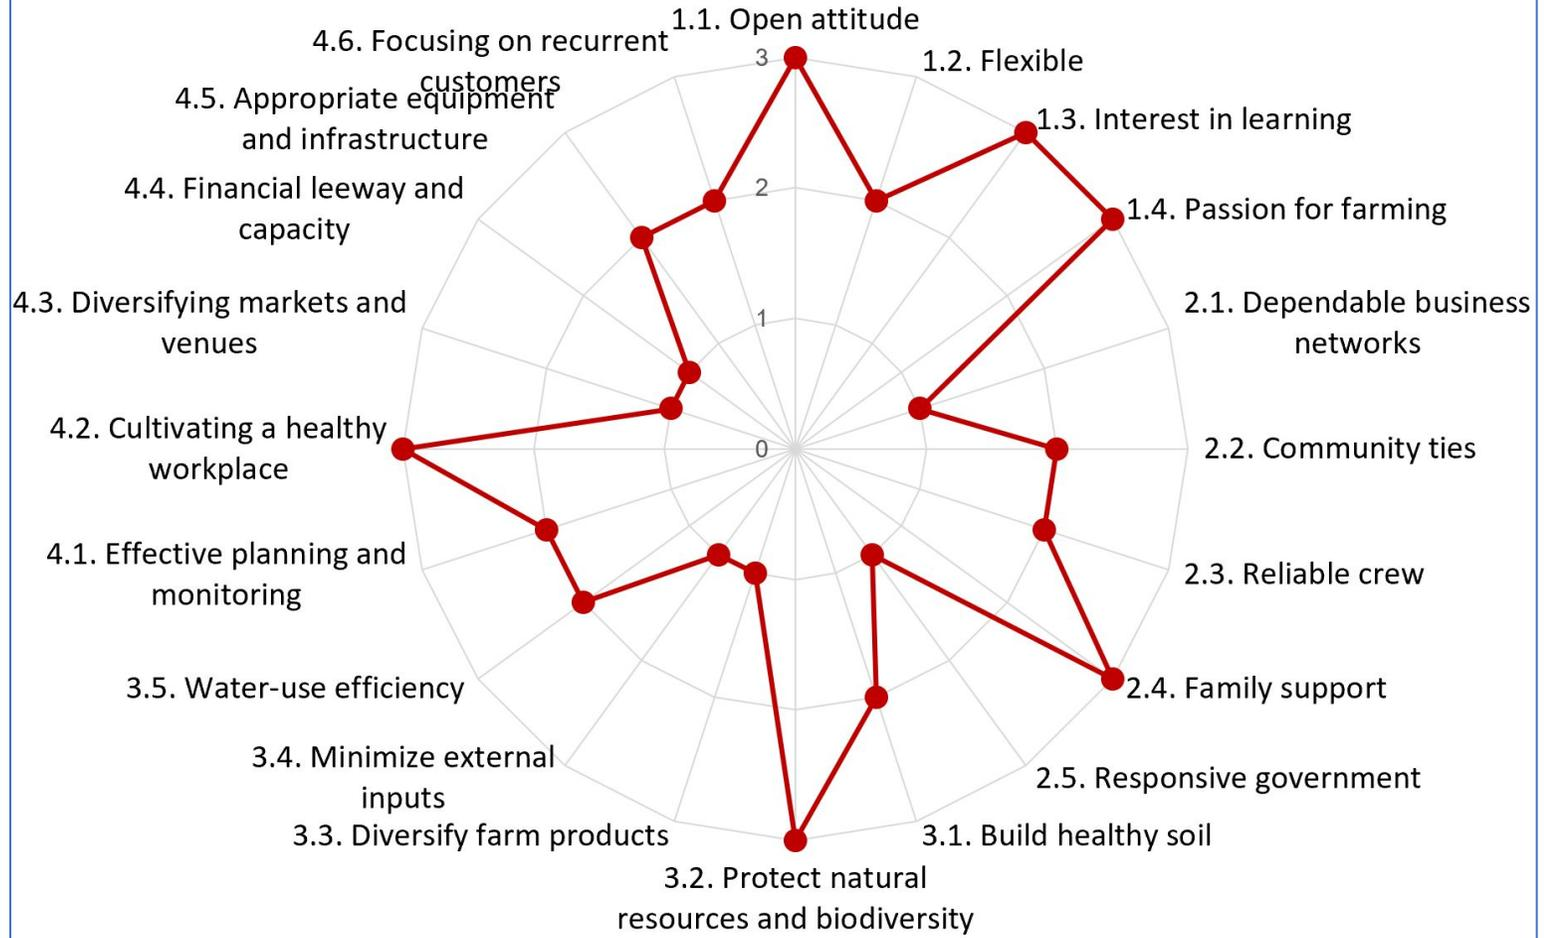 1.1. Open attitude
1.2. Flexible
1.3. Interest in learning
1.4. Passion for farming
2.1. Dependable business
networks
2.2. Community ties
2.3. Reliable crew
2.4. Family support
2.5. Responsive government
3.1. Build healthy soil
3.2. Protect natural
resources and biodiversity
3.3. Diversify farm products
3.4. Minimize external
inputs
3.5. Water-use efficiency
4.1. Effective planning and
monitoring
4.2. Cultivating a healthy
workplace
4.3. Diversifying markets and
venues
4.4. Financial leeway and
capacity
4.5. Appropriate equipment
and infrastructure
4.6. Focusing on recurrent
customers
3
2
1
0